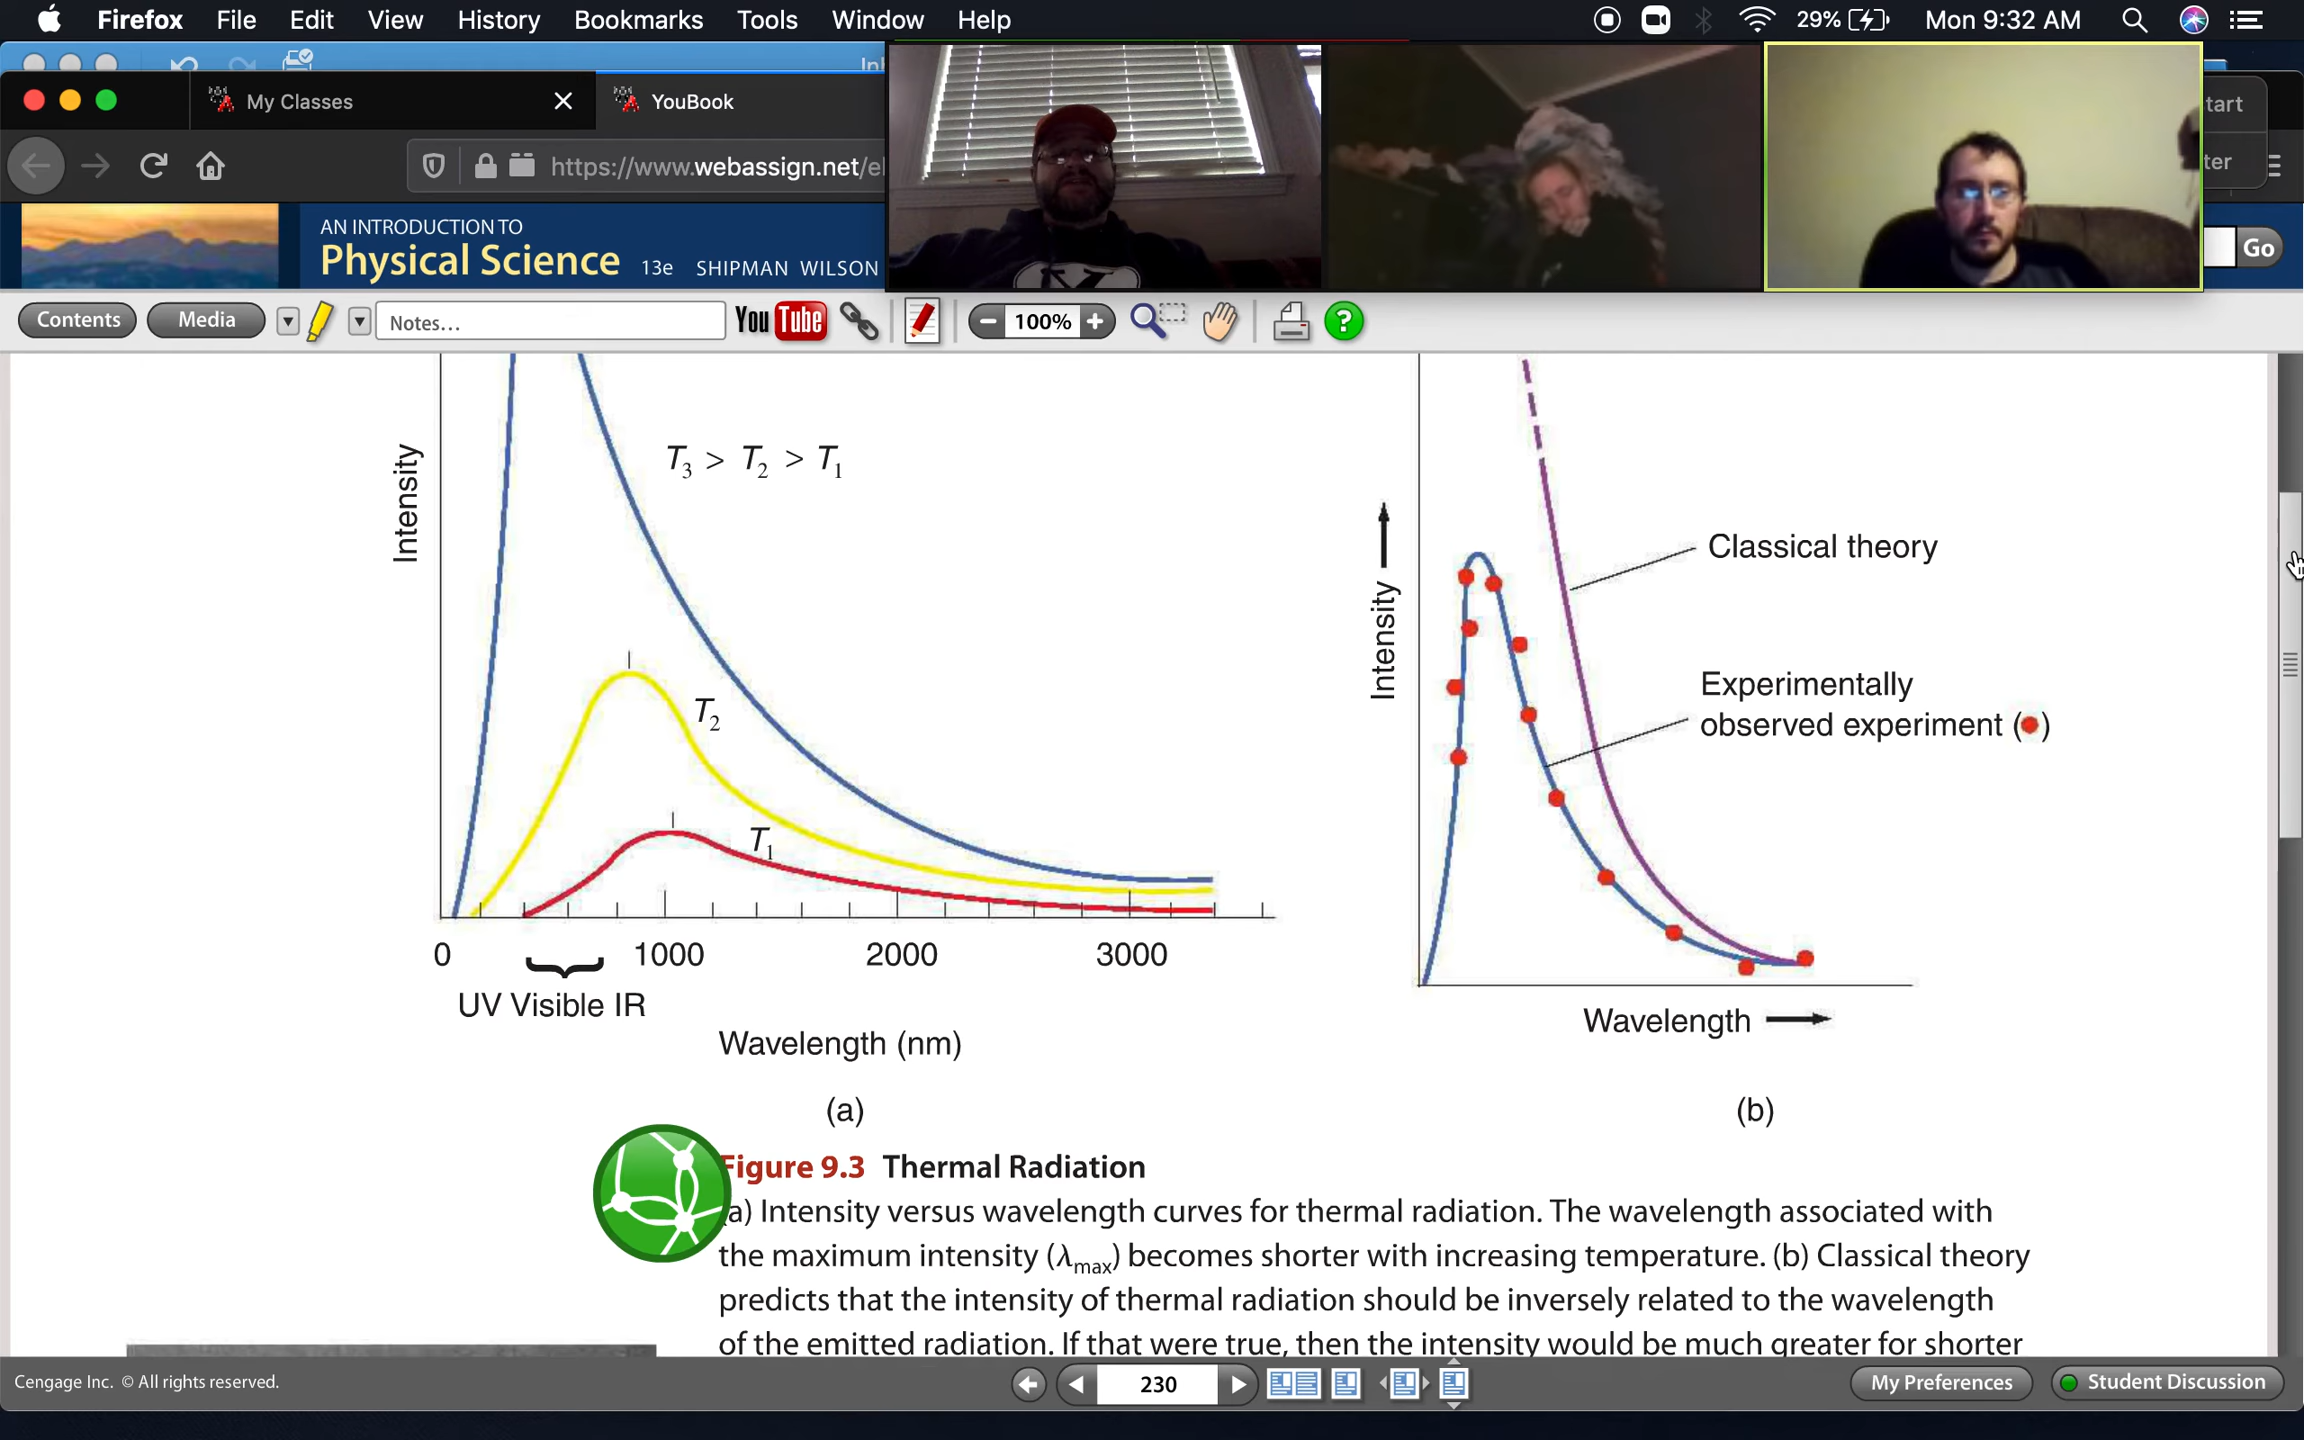 Firefox File Edit View History Bookmarks Tools Window Help 29% Mon 9:32 AM
My Classes
YouBook
tart
ter
https://www.webassign.net/e
AN INTRODUCTION TO
Physical Science 13e SHIPMAN WILSON
Go
Contents Media Notes... YouTube 100% ?
Intensity
T3 > T2 > T1
T2
T1
0 1000 2000 3000
UV Visible IR
Wavelength (nm)
(a)
Intensity
Classical theory
Experimentally
observed experiment ( )
Wavelength
(b)
Figure 9.3 Thermal Radiation
(a) Intensity versus wavelength curves for thermal radiation. The wavelength associated with
the maximum intensity (λmax) becomes shorter with increasing temperature. (b) Classical theory
predicts that the intensity of thermal radiation should be inversely related to the wavelength
of the emitted radiation. If that were true, then the intensity would be much greater for shorter
Cengage Inc. © All rights reserved.
230
My Preferences
Student Discussion